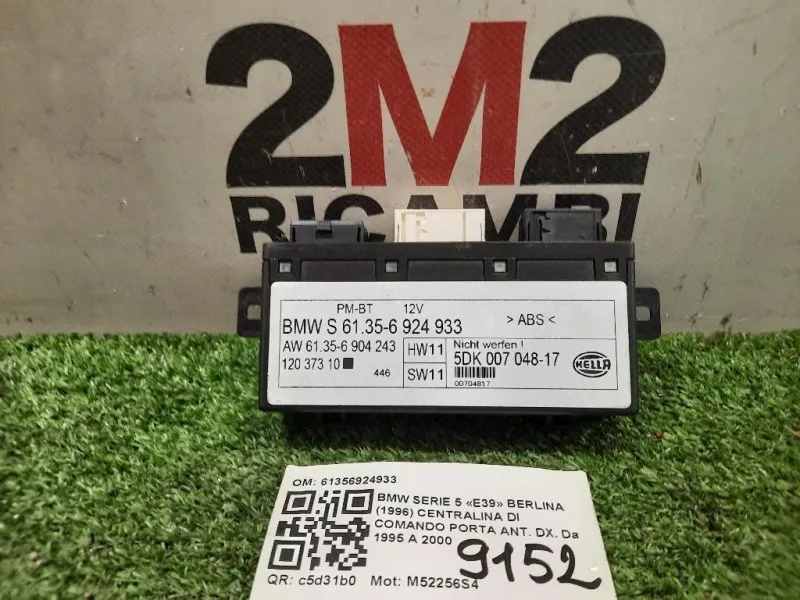 2M2
RICAMBI
PM-BT 12V
> ABS <
BMW S 61.35-6 924 933
AW 61.35-6 904 243
HW11
Nicht werfen !
5DK 007 048-17
HELLA
120 373 10
446
SW11
00704817
OM: 61356924933
BMW SERIE 5 «E39» BERLINA
(1996) CENTRALINA DI
COMANDO PORTA ANT. DX. Da
1995 A 2000
9152
QR: c5d31b0 Mot: M52256S4